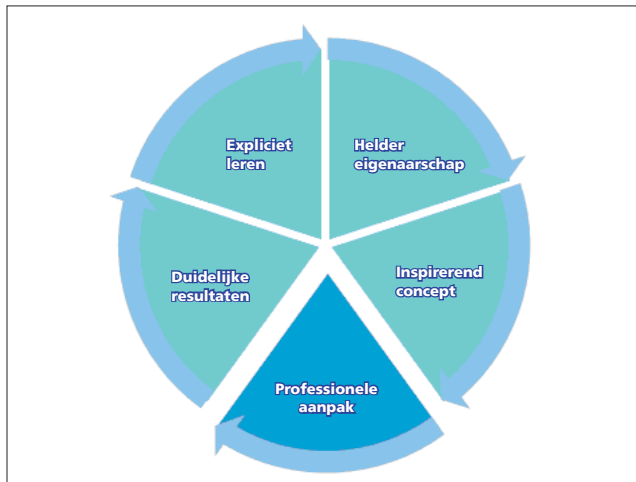 Expliciet
leren
Helder
eigenaarschap
Duidelijke
resultaten
Inspirerend
concept
Professionele
aanpak